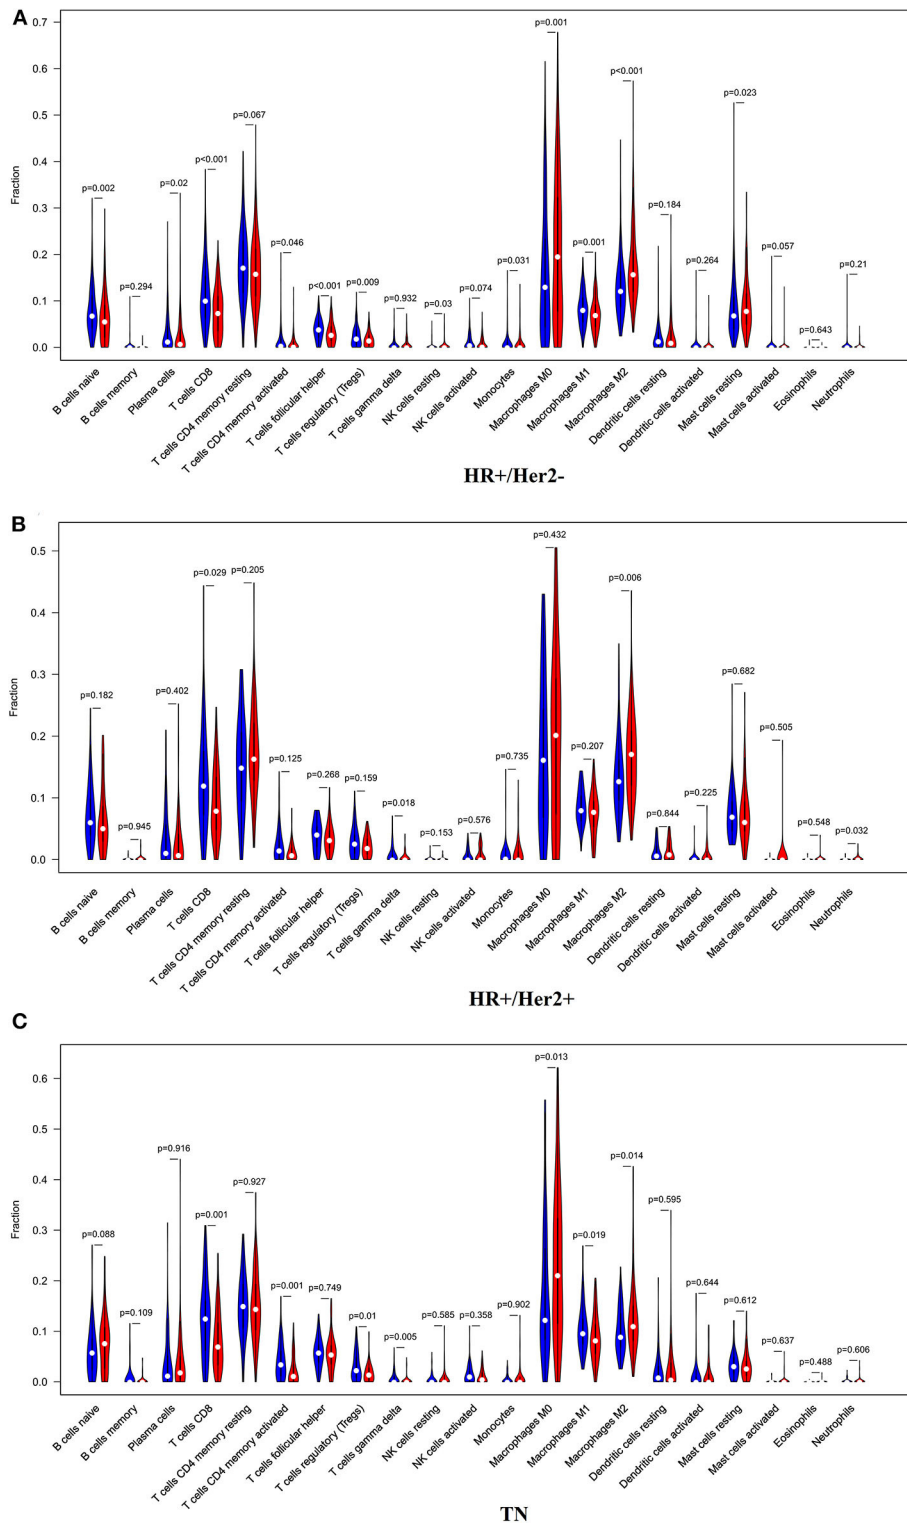 A
Fraction
0.7
0.6
0.5
0.4
0.3
0.2
0.1
0.0
p=0.002
p=0.294
p=0.02
p<0.001
p=0.067
p=0.046
p<0.001
p=0.009
p=0.932
p=0.03
p=0.074
p=0.031
p=0.001
p=0.001
p<0.001
p=0.184
p=0.264
p=0.023
p=0.057
p=0.643
p=0.21
B cells naive
B cells memory
Plasma cells
T cells CD8
T cells CD4 memory resting
T cells CD4 memory activated
T cells follicular helper
T cells regulatory (Tregs)
T cells gamma delta
NK cells resting
NK cells activated
Monocytes
Macrophages M0
Macrophages M1
Macrophages M2
Dendritic cells resting
Dendritic cells activated
Mast cells resting
Mast cells activated
Eosinophils
Neutrophils
HR+/Her2-
B
Fraction
0.5
0.4
0.3
0.2
0.1
0.0
p=0.182
p=0.945
p=0.402
p=0.029
p=0.205
p=0.125
p=0.268
p=0.159
p=0.018
p=0.153
p=0.576
p=0.735
p=0.432
p=0.207
p=0.006
p=0.844
p=0.225
p=0.682
p=0.505
p=0.548
p=0.032
B cells naive
B cells memory
Plasma cells
T cells CD8
T cells CD4 memory resting
T cells CD4 memory activated
T cells follicular helper
T cells regulatory (Tregs)
T cells gamma delta
NK cells resting
NK cells activated
Monocytes
Macrophages M0
Macrophages M1
Macrophages M2
Dendritic cells resting
Dendritic cells activated
Mast cells resting
Mast cells activated
Eosinophils
Neutrophils
HR+/Her2+
C
Fraction
0.6
0.5
0.4
0.3
0.2
0.1
0.0
p=0.088
p=0.109
p=0.916
p=0.001
p=0.927
p=0.001
p=0.749
p=0.01
p=0.005
p=0.585
p=0.358
p=0.902
p=0.013
p=0.019
p=0.014
p=0.595
p=0.644
p=0.612
p=0.637
p=0.488
p=0.606
B cells naive
B cells memory
Plasma cells
T cells CD8
T cells CD4 memory resting
T cells CD4 memory activated
T cells follicular helper
T cells regulatory (Tregs)
T cells gamma delta
NK cells resting
NK cells activated
Monocytes
Macrophages M0
Macrophages M1
Macrophages M2
Dendritic cells resting
Dendritic cells activated
Mast cells resting
Mast cells activated
Eosinophils
Neutrophils
TN